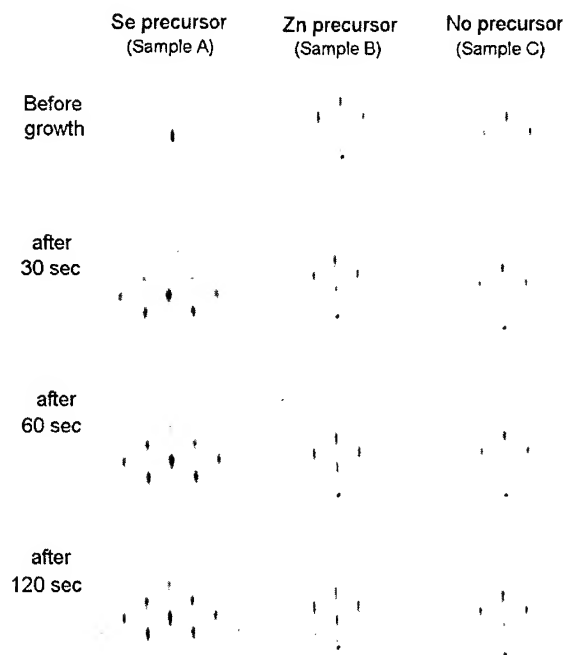 Se precursor
(Sample A)
Zn precursor
(Sample B)
No precursor
(Sample C)
Before
growth
after
30 sec
after
60 sec
after
120 sec